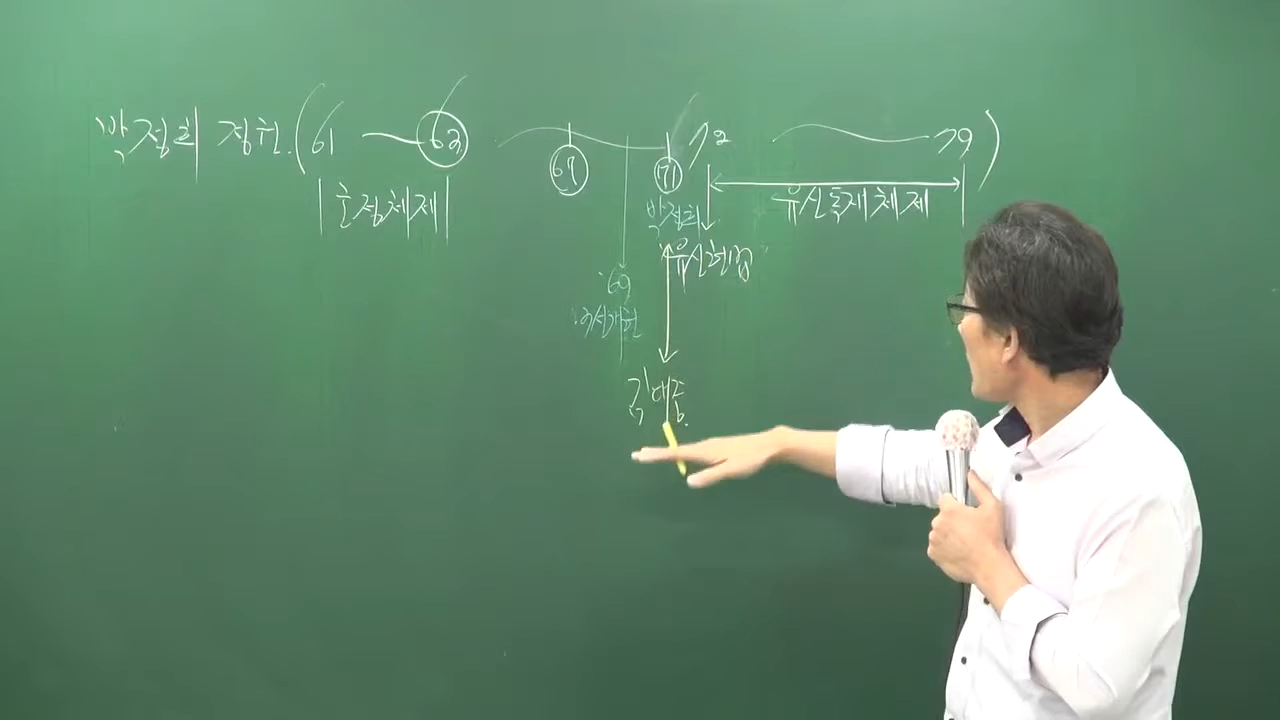 박정희 정권. (61 ~ 62 67 71 72 ~ 79)
군정체제
유신독재체제
박정희
"유신헌법"
'69
3선개헌
김대중.